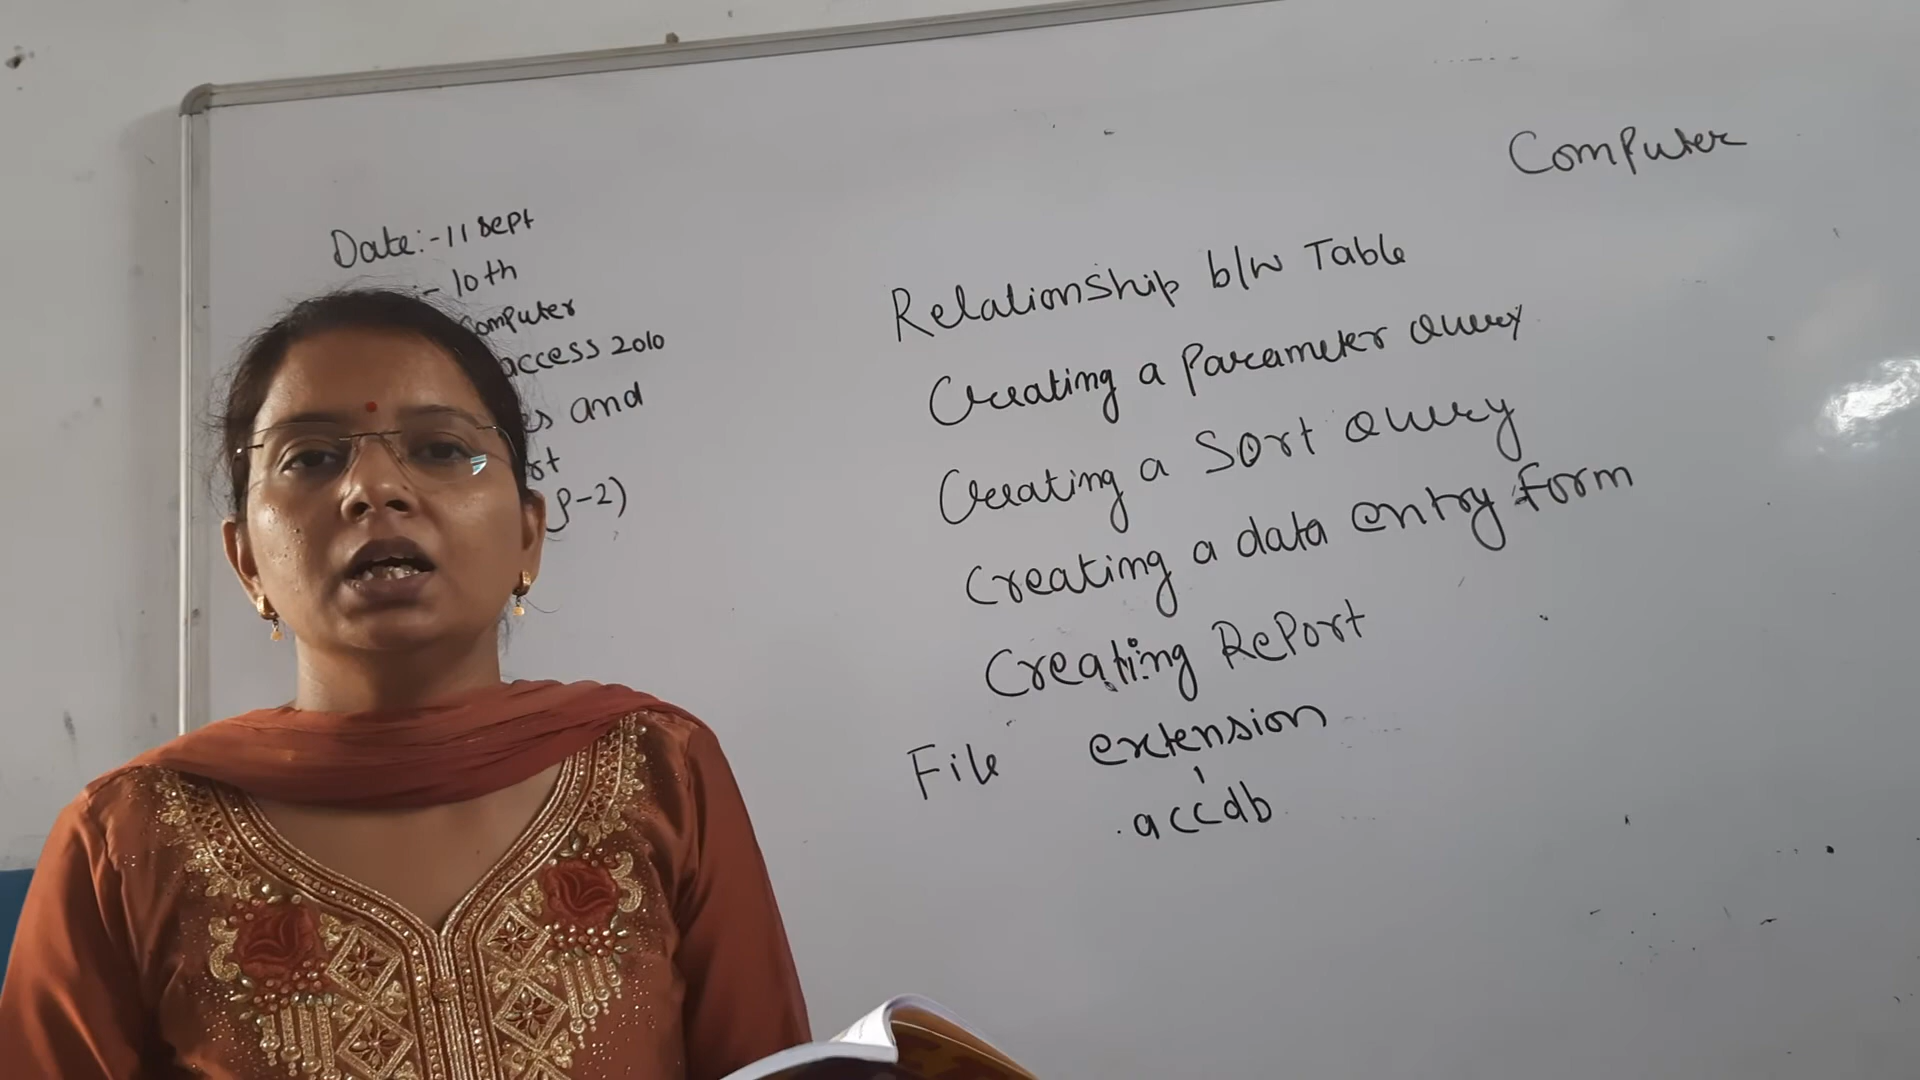 Computer
Date:- 11 Sept
:- 10th
Computer
access 2010
and
Relationship b/w Table
Creating a Parameter Query
Creating a Sort Query
Creating a data entry form
Creating Report
File extension
.accdb